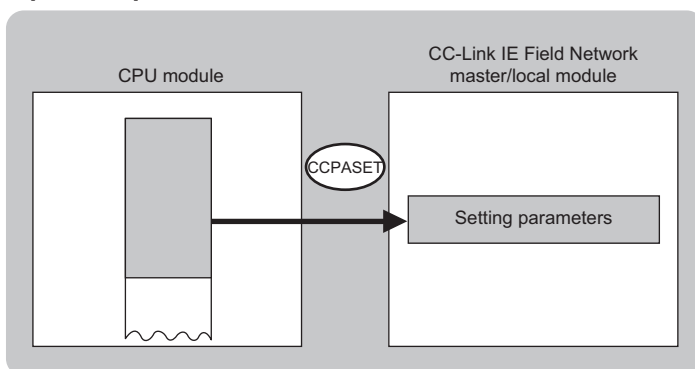 CPU module
CC-Link IE Field Network
master/local module
CCPASET
Setting parameters